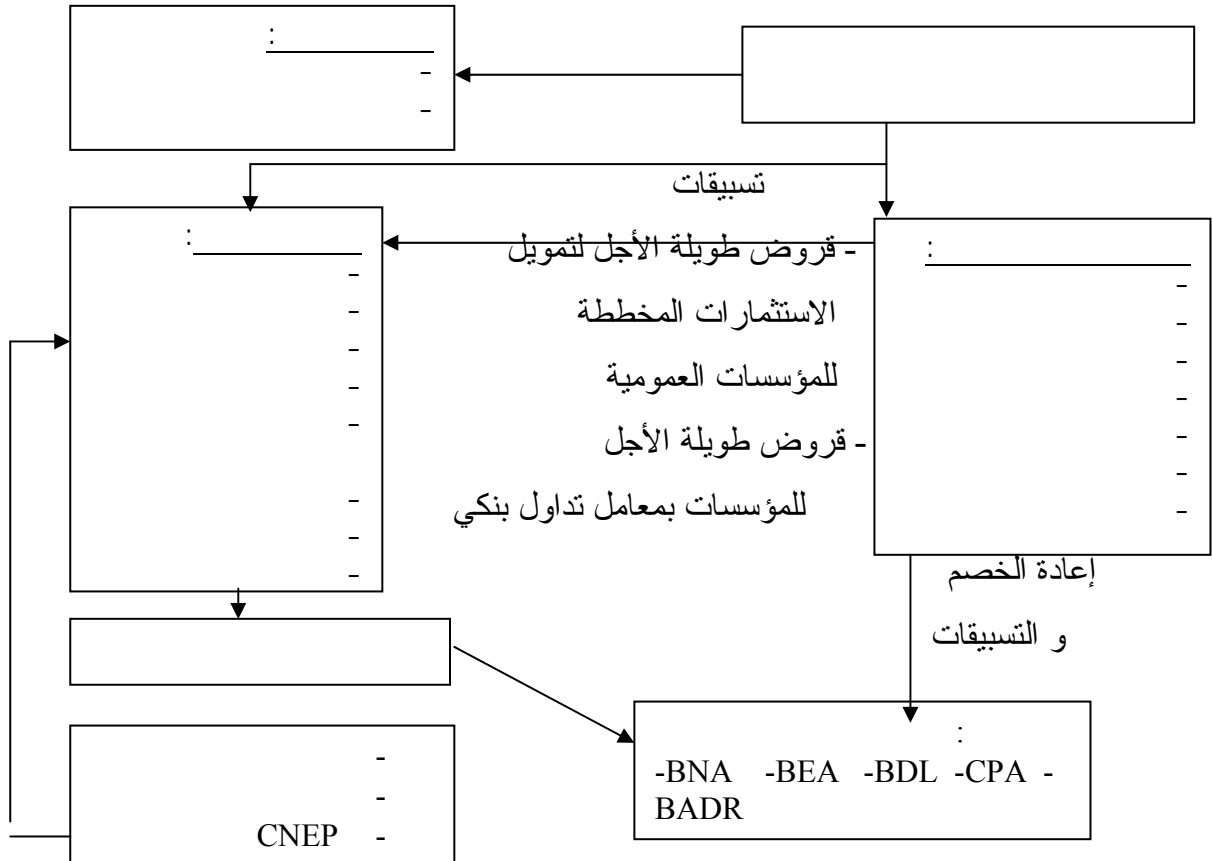 :
-
-
تسبيقات
:
-
-
-
-
-
-
-
-
- قروض طويلة الأجل لتمويل
الاستثمارات المخططة
للمؤسسات العمومية
- قروض طويلة الأجل
للمؤسسات بمعامل تداول بنكي
:
-
-
-
-
-
-
-
إعادة الخصم
و التسبيقات
:
-BNA -BEA -BDL -CPA -
BADR
-
-
CNEP -